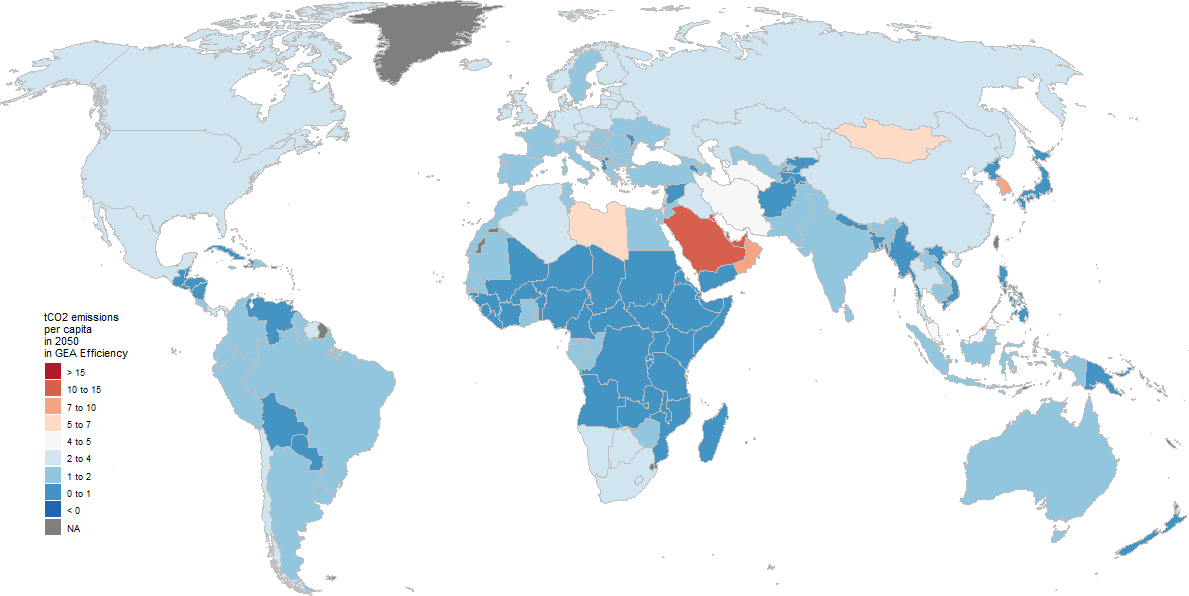 tCO2 emissions
per capita
in 2050
in GEA Efficiency
> 15
10 to 15
7 to 10
5 to 7
4 to 5
2 to 4
1 to 2
0 to 1
< 0
NA